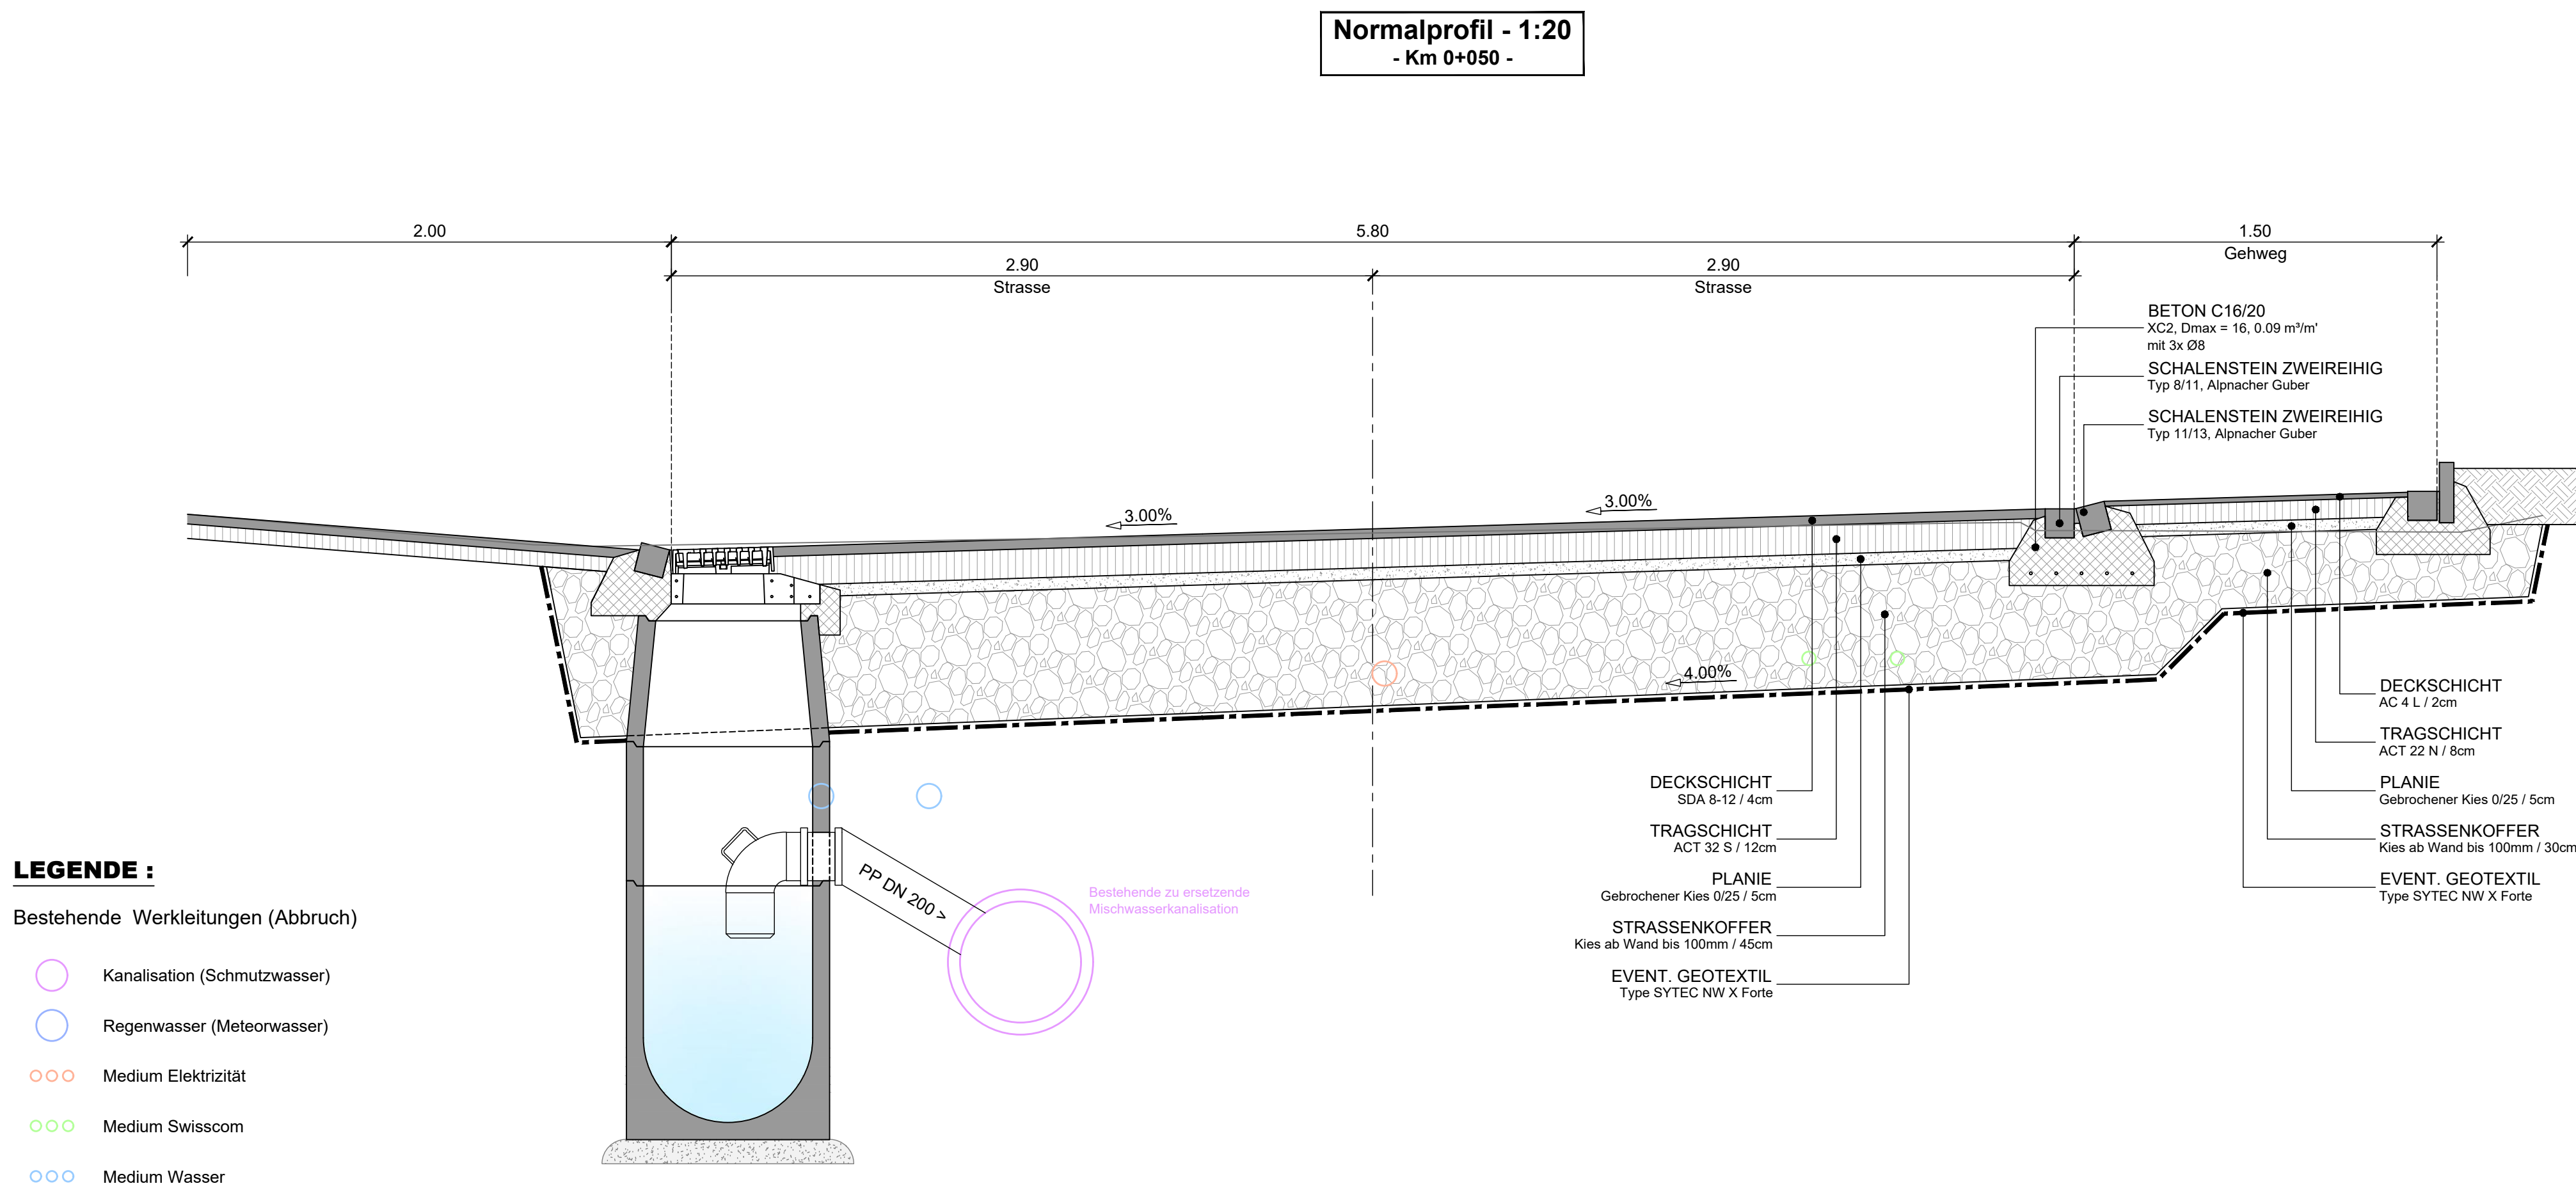 Normalprofil - 1:20
- Km 0+050 -
2.00
5.80
1.50
Gehweg
2.90
Strasse
2.90
Strasse
BETON C16/20
XC2, Dmax = 16, 0.09 m³/m'
mit 3x Ø8
SCHALENSTEIN ZWEIREIHIG
Typ 8/11, Alpnacher Guber
SCHALENSTEIN ZWEIREIHIG
Typ 11/13, Alpnacher Guber
3.00%
3.00%
4.00%
DECKSCHICHT
SDA 8-12 / 4cm
TRAGSCHICHT
ACT 32 S / 12cm
PLANIE
Gebrochener Kies 0/25 / 5cm
STRASSENKOFFER
Kies ab Wand bis 100mm / 45cm
EVENT. GEOTEXTIL
Type SYTEC NW X Forte
DECKSCHICHT
AC 4 L / 2cm
TRAGSCHICHT
ACT 22 N / 8cm
PLANIE
Gebrochener Kies 0/25 / 5cm
STRASSENKOFFER
Kies ab Wand bis 100mm / 30cm
EVENT. GEOTEXTIL
Type SYTEC NW X Forte
PP DN 200 >
Bestehende zu ersetzende
Mischwasserkanalisation
LEGENDE :
Bestehende Werkleitungen (Abbruch)
Kanalisation (Schmutzwasser)
Regenwasser (Meteorwasser)
Medium Elektrizität
Medium Swisscom
Medium Wasser